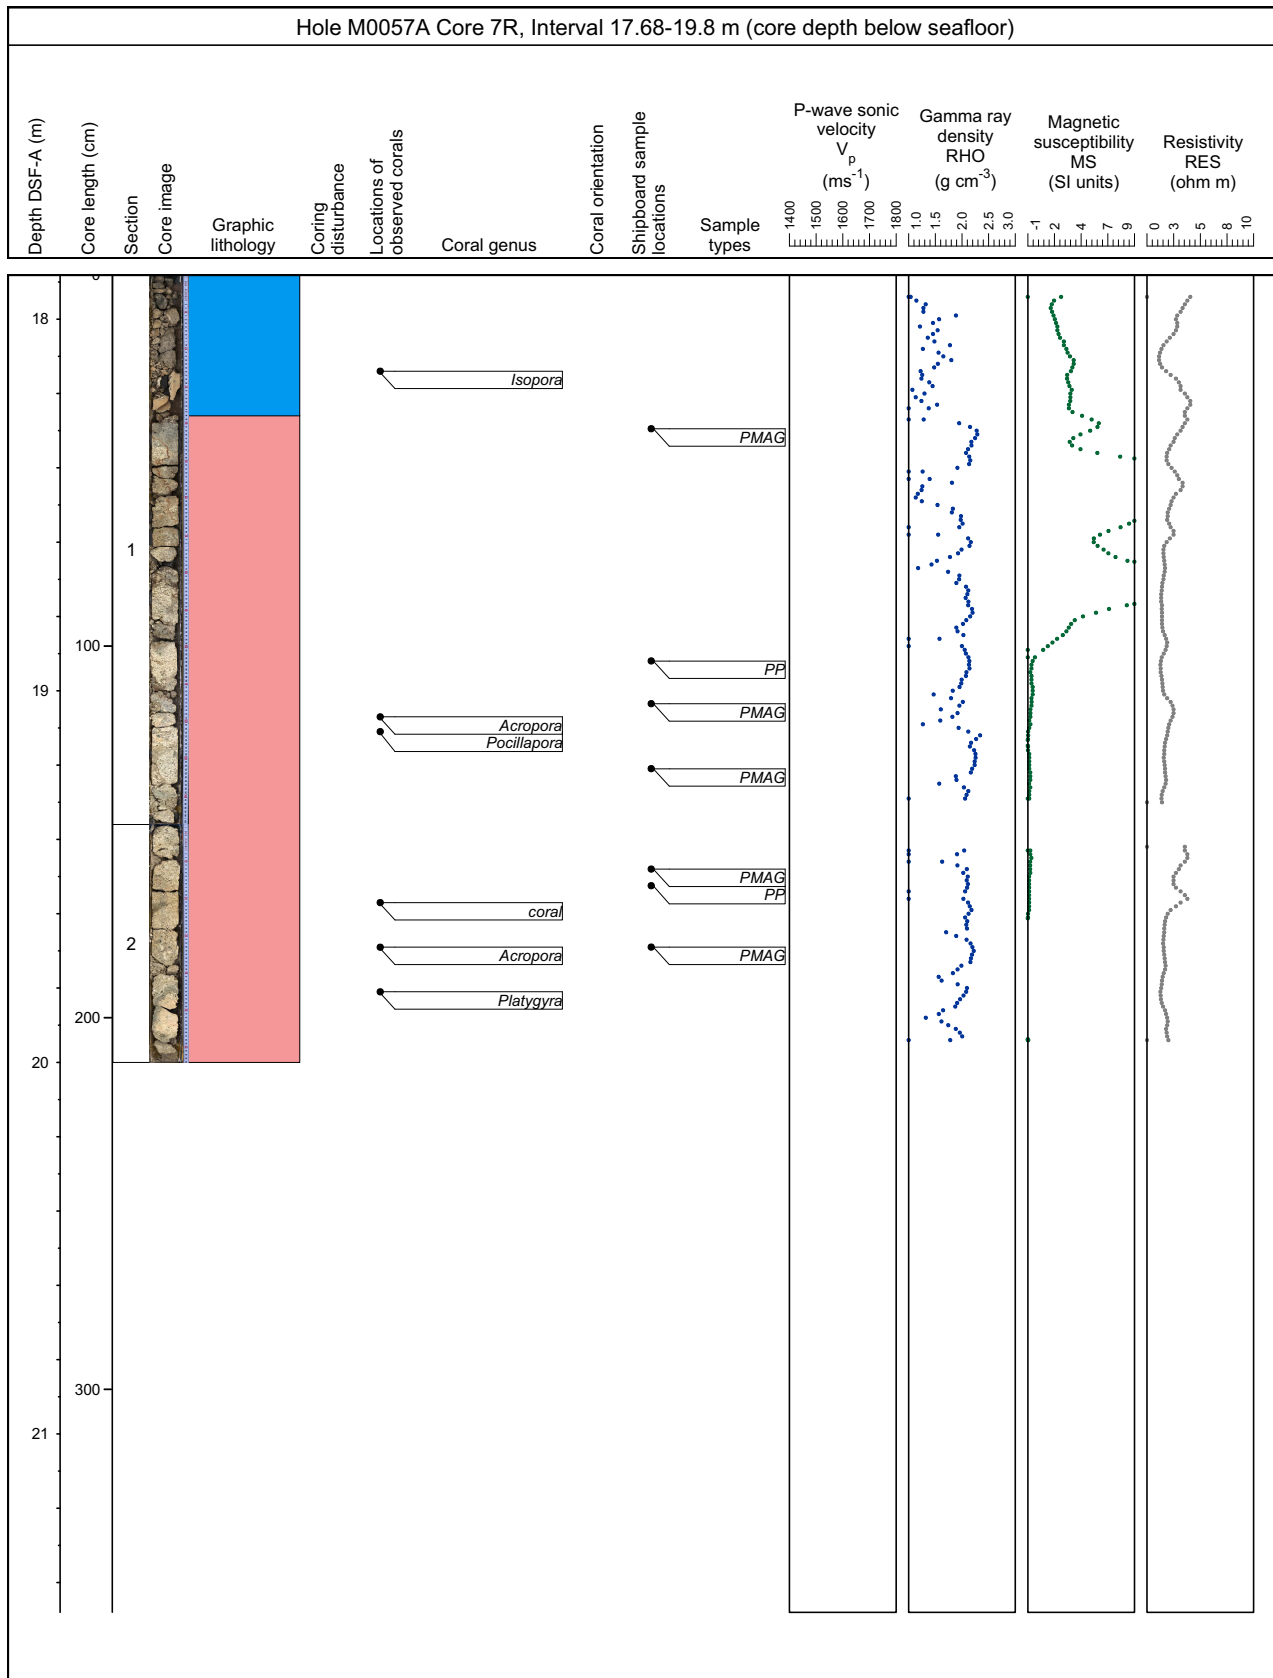 Hole M0057A Core 7R, Interval 17.68-19.8 m (core depth below seafloor)
Depth DSF-A (m)
Core length (cm)
Section
Core image
Graphic
lithology
Coring
disturbance
Locations of
observed corals
Coral genus
Coral orientation
Shipboard sample
locations
Sample
types
P-wave sonic
velocity
Vp
(ms-1)
1400
1500
1600
1700
1800
Gamma ray
density
RHO
(g cm-3)
1.0
1.5
2.0
2.5
3.0
Magnetic
susceptibility
MS
(SI units)
-1
2
4
7
9
Resistivity
RES
(ohm m)
0
3
5
8
10
0
18
Isopora
PMAG
1
100
PP
19
PMAG
Acropora
Pocillapora
PMAG
PMAG
PP
coral
2
Acropora
PMAG
Platygyra
200
20
300
21